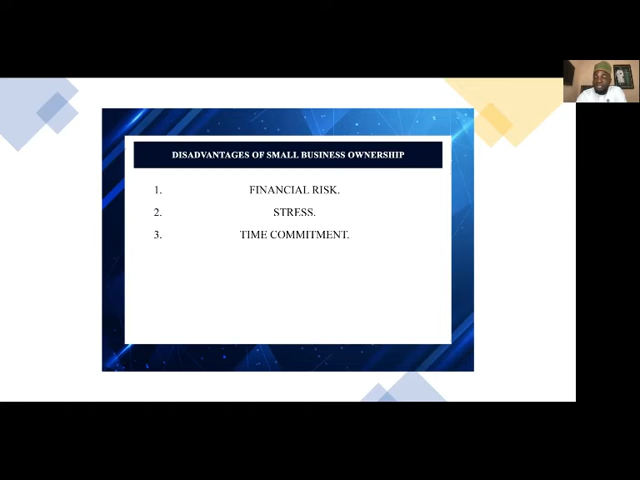 DISADVANTAGES OF SMALL BUSINESS OWNERSHIP
1. FINANCIAL RISK.
2. STRESS.
3. TIME COMMITMENT.